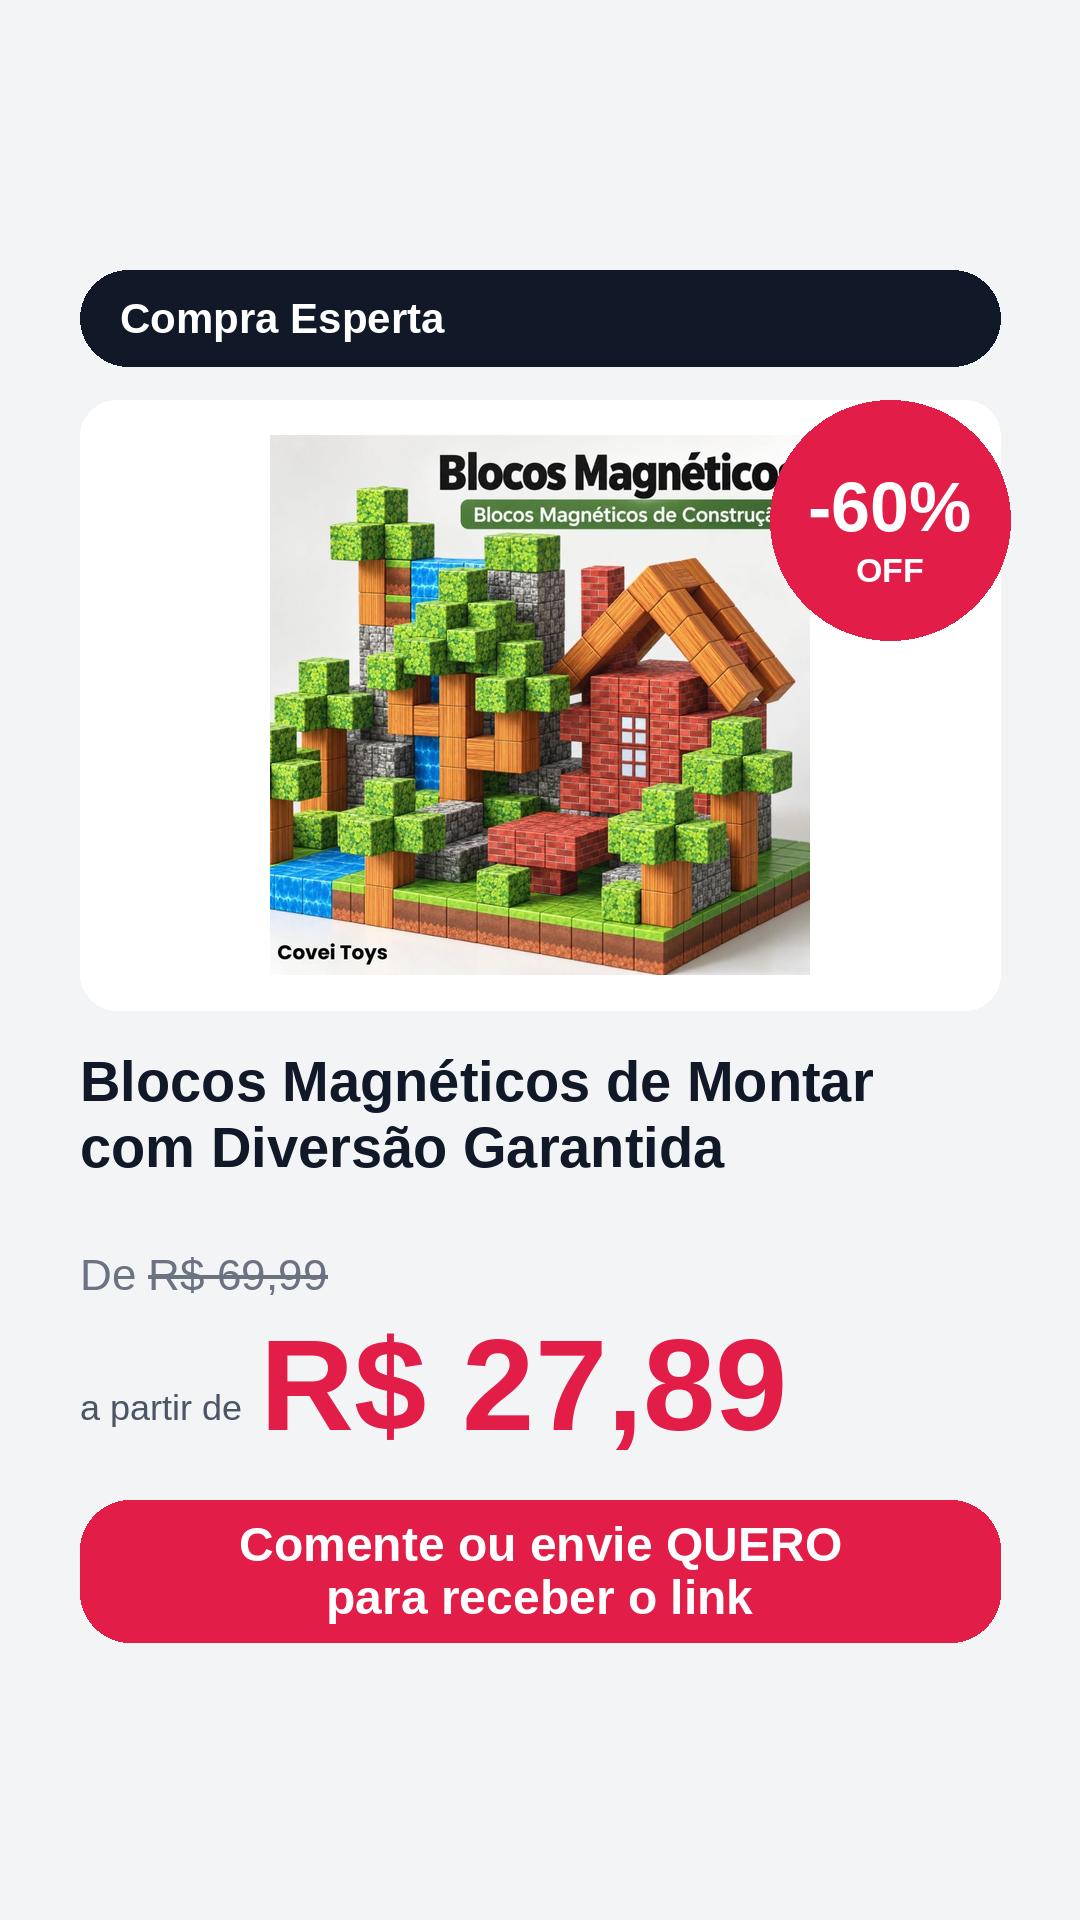 Compra Esperta
Blocos Magnéticos
Blocos Magnéticos de
-60%
OFF
Covei Toys
Blocos Magnéticos de Montar
com Diversão Garantida
De R$ 69,99
a partir de R$ 27,89
Comente ou envie QUERO
para receber o link